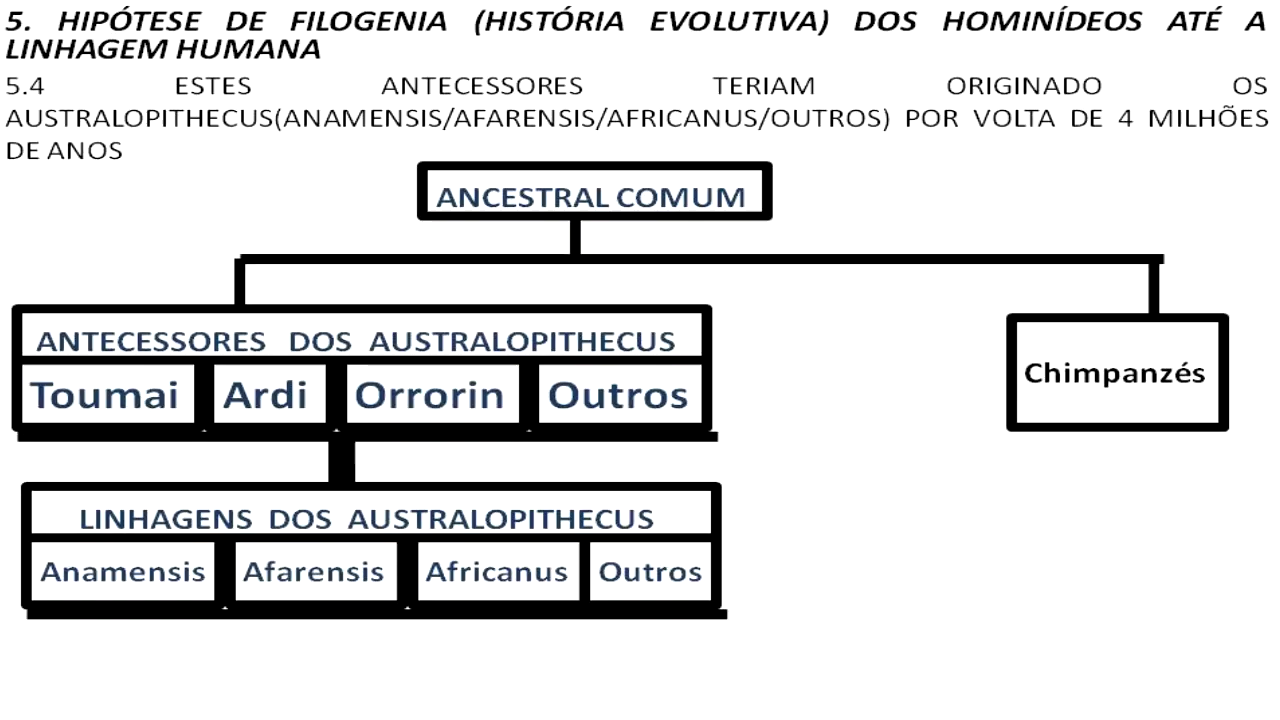 5. HIPÓTESE DE FILOGENIA (HISTÓRIA EVOLUTIVA) DOS HOMINÍDEOS ATÉ A
LINHAGEM HUMANA
5.4 ESTES ANTECESSORES TERIAM ORIGINADO OS
AUSTRALOPITHECUS(ANAMENSIS/AFARENSIS/AFRICANUS/OUTROS) POR VOLTA DE 4 MILHÕES
DE ANOS
ANCESTRAL COMUM
ANTECESSORES DOS AUSTRALOPITHECUS
Toumai Ardi Orrorin Outros
Chimpanzés
LINHAGENS DOS AUSTRALOPITHECUS
Anamensis Afarensis Africanus Outros